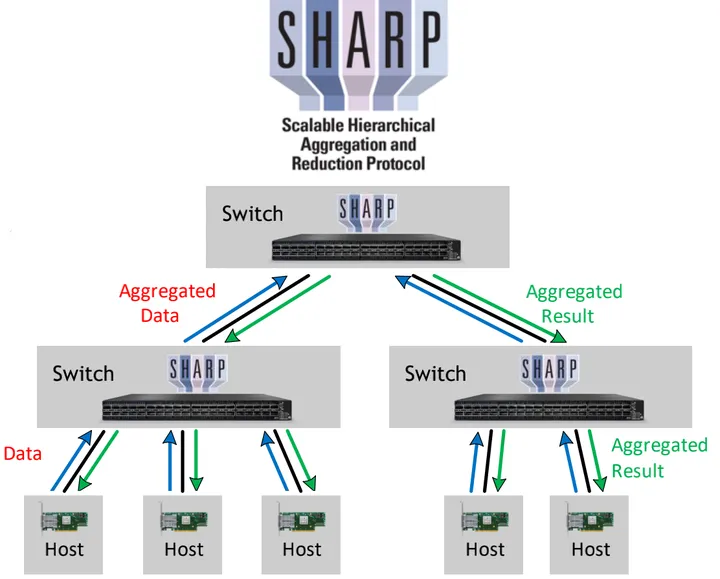 SHARP
Scalable Hierarchical
Aggregation and
Reduction Protocol
Switch
SHARP
Aggregated
Data
Aggregated
Result
Switch
SHARP
Switch
SHARP
Data
Aggregated
Result
Host
Host
Host
Host
Host